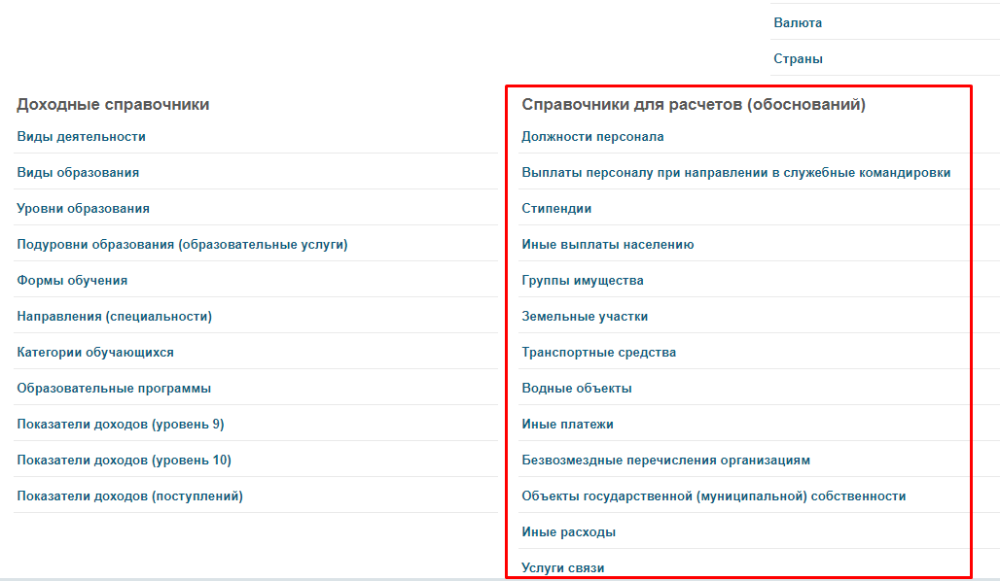 Валюта
Страны
Доходные справочники
Виды деятельности
Виды образования
Уровни образования
Подуровни образования (образовательные услуги)
Формы обучения
Направления (специальности)
Категории обучающихся
Образовательные программы
Показатели доходов (уровень 9)
Показатели доходов (уровень 10)
Показатели доходов (поступлений)
Справочники для расчетов (обоснований)
Должности персонала
Выплаты персоналу при направлении в служебные командировки
Стипендии
Иные выплаты населению
Группы имущества
Земельные участки
Транспортные средства
Водные объекты
Иные платежи
Безвозмездные перечисления организациям
Объекты государственной (муниципальной) собственности
Иные расходы
Услуги связи